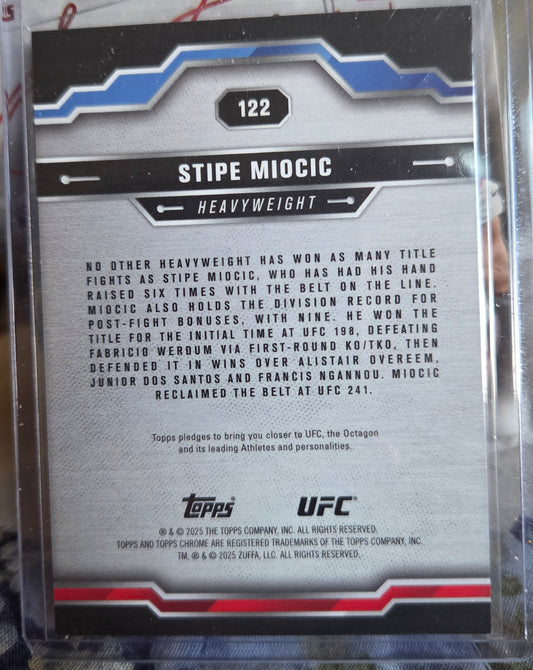 122
STIPE MIOCIC
HEAVYWEIGHT
NO OTHER HEAVYWEIGHT HAS WON AS MANY TITLE
FIGHTS AS STIPE MIOCIC, WHO HAS HAD HIS HAND
RAISED SIX TIMES WITH THE BELT ON THE LINE.
MIOCIC ALSO HOLDS THE DIVISION RECORD FOR
POST-FIGHT BONUSES, WITH NINE. HE WON THE
TITLE FOR THE INITIAL TIME AT UFC 198, DEFEATING
FABRICIO WERDUM VIA FIRST-ROUND KO/TKO, THEN
DEFENDED IT IN WINS OVER ALISTAIR OVEREEM,
JUNIOR DOS SANTOS AND FRANCIS NGANNOU. MIOCIC
RECLAIMED THE BELT AT UFC 241.
Topps pledges to bring you closer to UFC, the Octagon
and its leading Athletes and personalities.
Topps® UFC®
® & © 2025 THE TOPPS COMPANY, INC. ALL RIGHTS RESERVED.
TOPPS AND TOPPS CHROME ARE REGISTERED TRADEMARKS OF THE TOPPS COMPANY, INC.
TM, ® & © 2025 ZUFFA, LLC. ALL RIGHTS RESERVED.